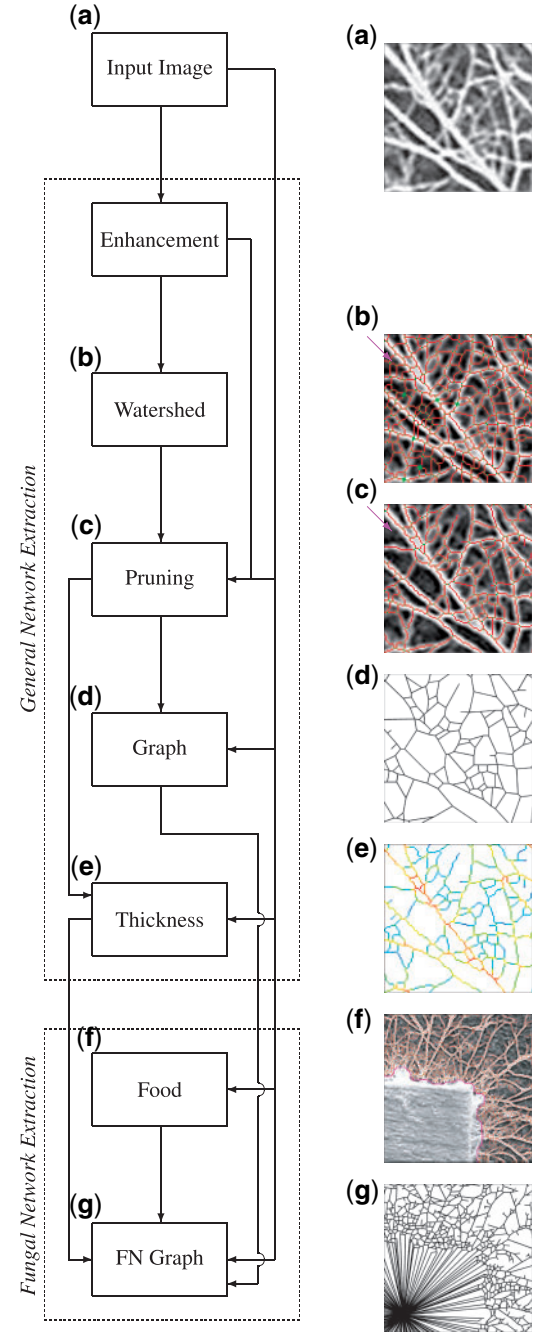 (a)
Input Image
General Network Extraction
Enhancement
(b)
Watershed
(c)
Pruning
(d)
Graph
(e)
Thickness
Fungal Network Extraction
(f)
Food
(g)
FN Graph
(a)
(b)
(c)
(d)
(e)
(f)
(g)